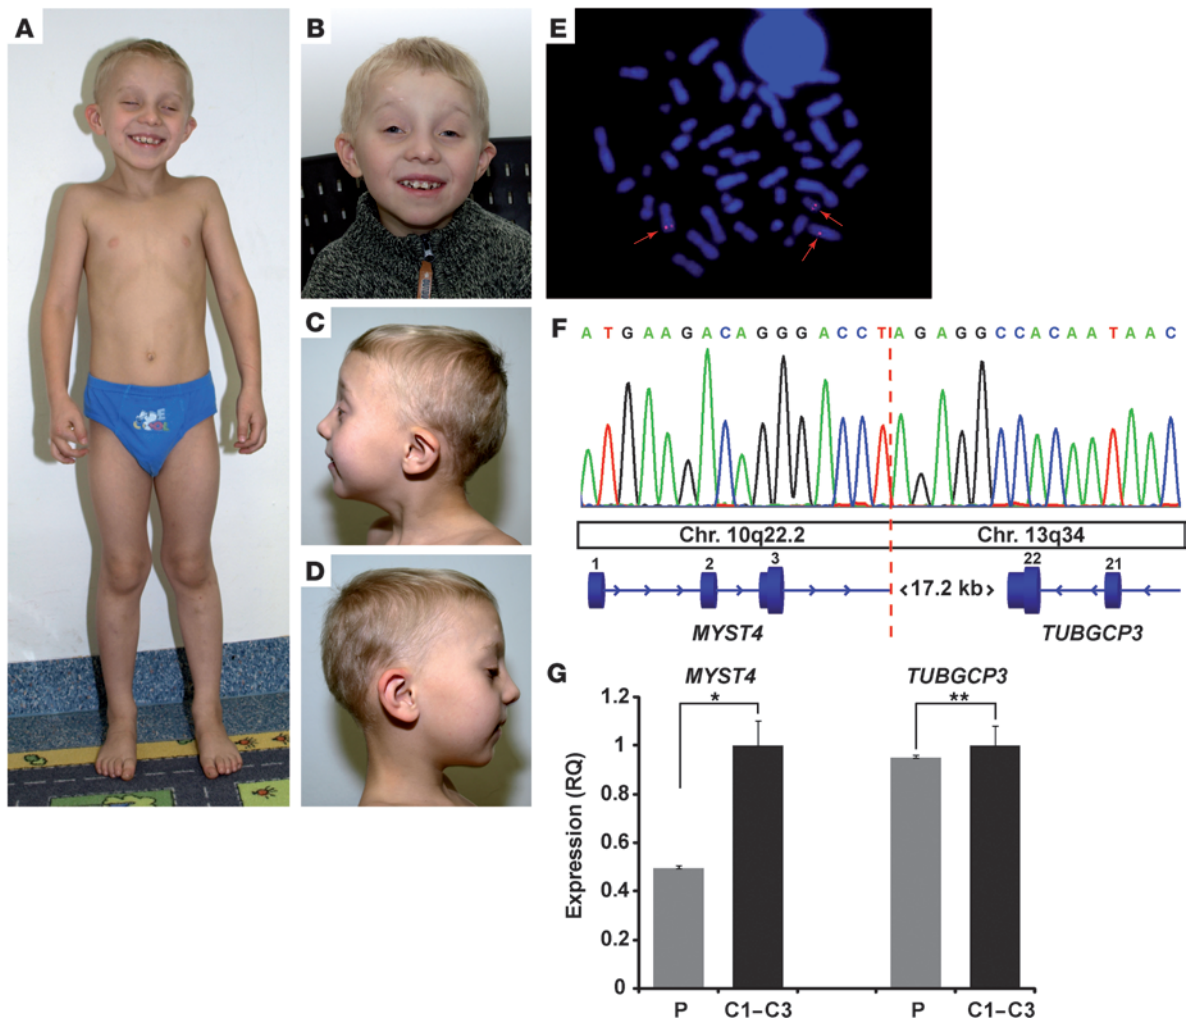 A
B
C
D
E
F
A T G A A G A C A G G G A C C T A G A G G C C A C A A T A A C
Chr. 10q22.2 Chr. 13q34
1 2 3 22 21
17.2 kb
MYST4 TUBGCP3
G
MYST4 TUBGCP3
* **
Expression (RQ)
1.2
1
0.8
0.6
0.4
0.2
0
P C1–C3 P C1–C3